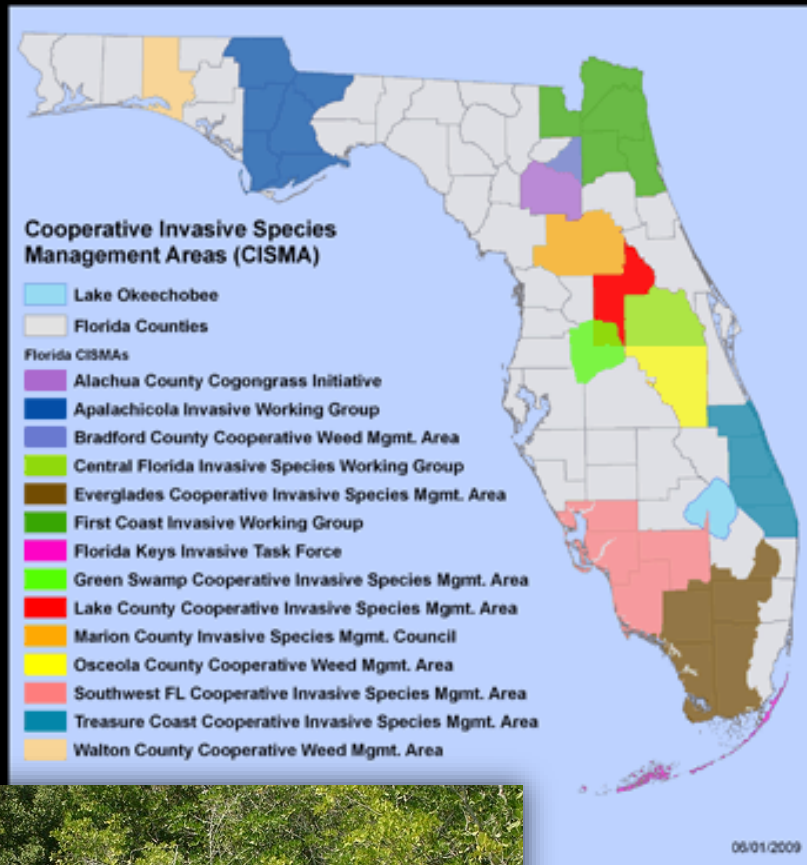 Cooperative Invasive Species
Management Areas (CISMA)
Lake Okeechobee
Florida Counties
Florida CISMAs
Alachua County Cogongrass Initiative
Apalachicola Invasive Working Group
Bradford County Cooperative Weed Mgmt. Area
Central Florida Invasive Species Working Group
Everglades Cooperative Invasive Species Mgmt. Area
First Coast Invasive Working Group
Florida Keys Invasive Task Force
Green Swamp Cooperative Invasive Species Mgmt. Area
Lake County Cooperative Invasive Species Mgmt. Area
Marion County Invasive Species Mgmt. Council
Osceola County Cooperative Weed Mgmt. Area
Southwest FL Cooperative Invasive Species Mgmt. Area
Treasure Coast Cooperative Invasive Species Mgmt. Area
Walton County Cooperative Weed Mgmt. Area
06/01/2009